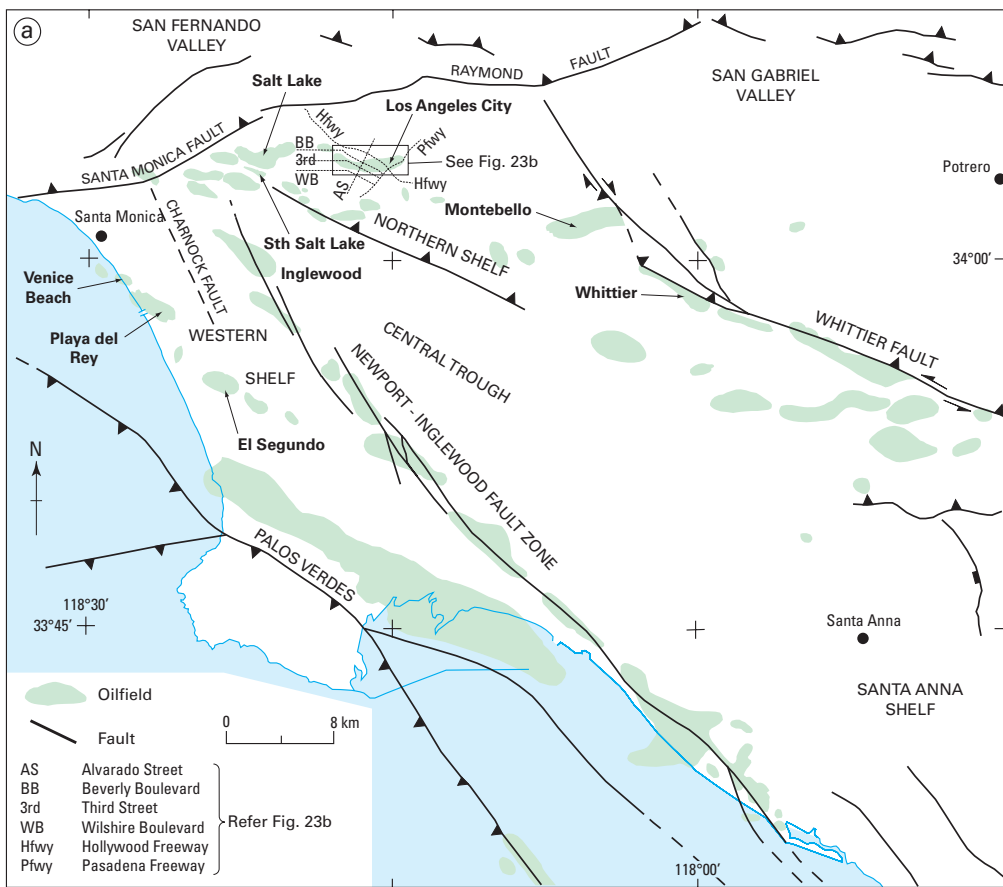 a
SAN FERNANDO
VALLEY
RAYMOND
FAULT
SAN GABRIEL
VALLEY
Salt Lake
Los Angeles City
Hfwy
Pfwy
BB
3rd
WB
AS
Hfwy
See Fig. 23b
Potrero
SANTA MONICA FAULT
Santa Monica
CHARNOCK FAULT
Sth Salt Lake
Inglewood
NORTHERN SHELF
Montebello
34°00’
Venice
Beach
Whittier
Playa del
Rey
WESTERN
SHELF
CENTRAL TROUGH
WHITTIER FAULT
NEWPORT - INGLEWOOD FAULT ZONE
El Segundo
N
PALOS VERDES
118°30’
33°45’
Santa Anna
SANTA ANNA
SHELF
Oilfield
Fault
0 8 km
AS Alvarado Street
BB Beverly Boulevard
3rd Third Street
WB Wilshire Boulevard
Hfwy Hollywood Freeway
Pfwy Pasadena Freeway
Refer Fig. 23b
118°00’